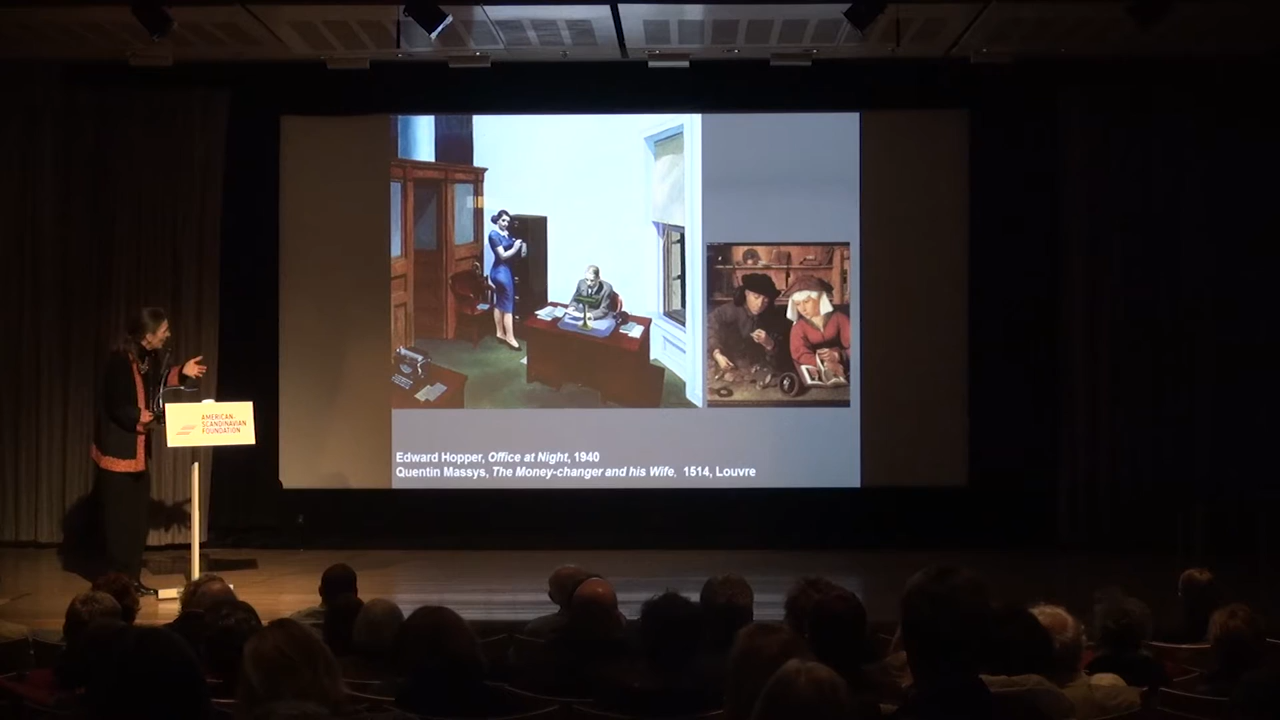 AMERICAN-
SCANDINAVIAN
FOUNDATION
Edward Hopper, Office at Night, 1940
Quentin Massys, The Money-changer and his Wife, 1514, Louvre